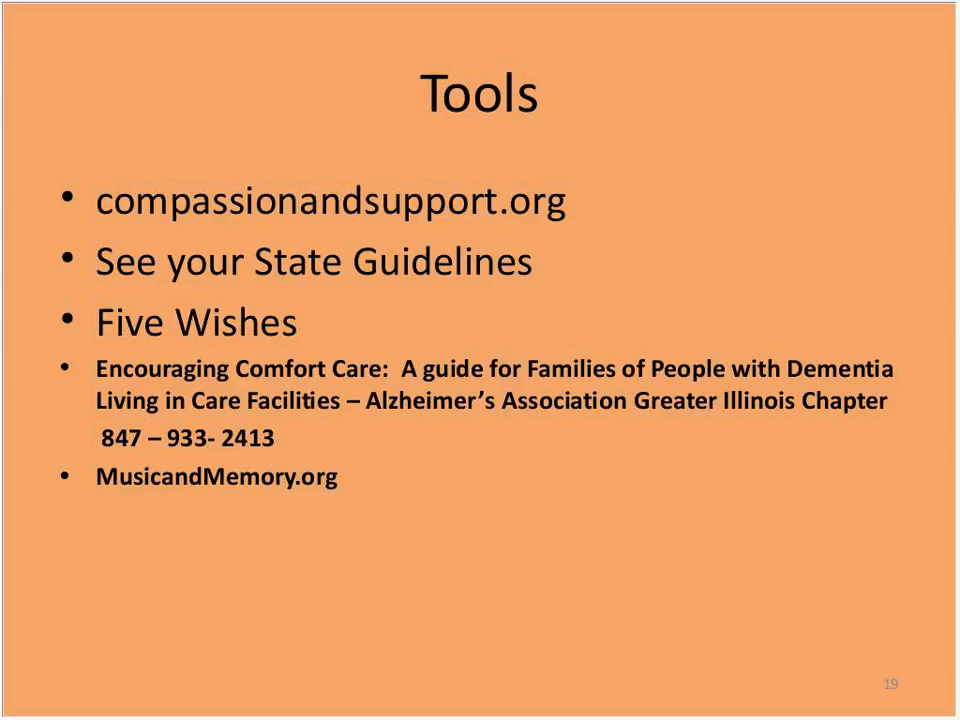 Tools
• compassionandsupport.org
• See your State Guidelines
• Five Wishes
• Encouraging Comfort Care:  A guide for Families of People with Dementia
Living in Care Facilities – Alzheimer’s Association Greater Illinois Chapter
847 – 933- 2413
• MusicandMemory.org
19